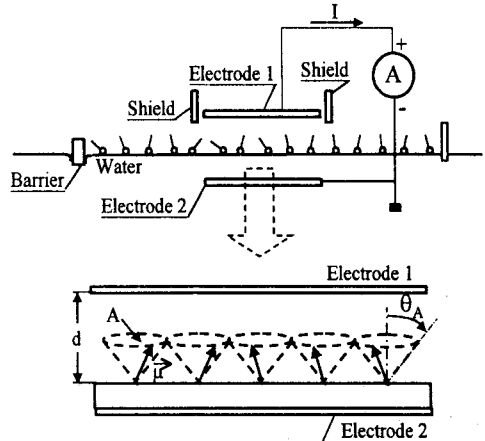 I
+
Electrode 1
Shield
A
Shield
-
Barrier
Water
Electrode 2
Electrode 1
A
θA
d
μ
Electrode 2